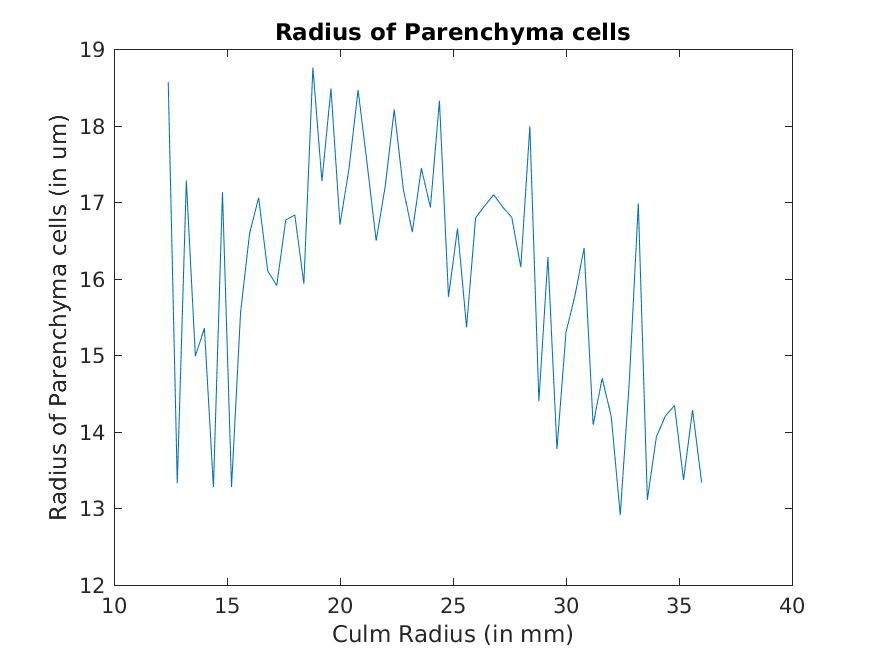 Radius of Parenchyma cells
Radius of Parenchyma cells (in um)
19
18
17
16
15
14
13
12
10 15 20 25 30 35 40
Culm Radius (in mm)